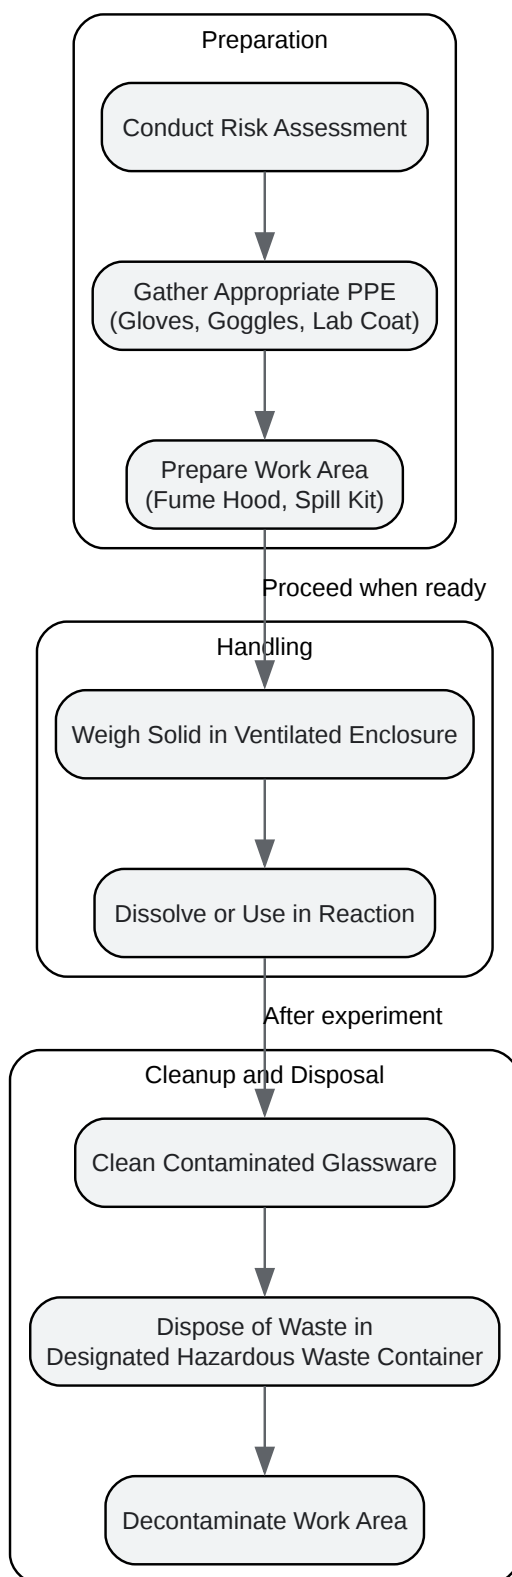 Preparation
Conduct Risk Assessment
Gather Appropriate PPE
(Gloves, Goggles, Lab Coat)
Prepare Work Area
(Fume Hood, Spill Kit)
Proceed when ready
Handling
Weigh Solid in Ventilated Enclosure
Dissolve or Use in Reaction
After experiment
Cleanup and Disposal
Clean Contaminated Glassware
Dispose of Waste in
Designated Hazardous Waste Container
Decontaminate Work Area